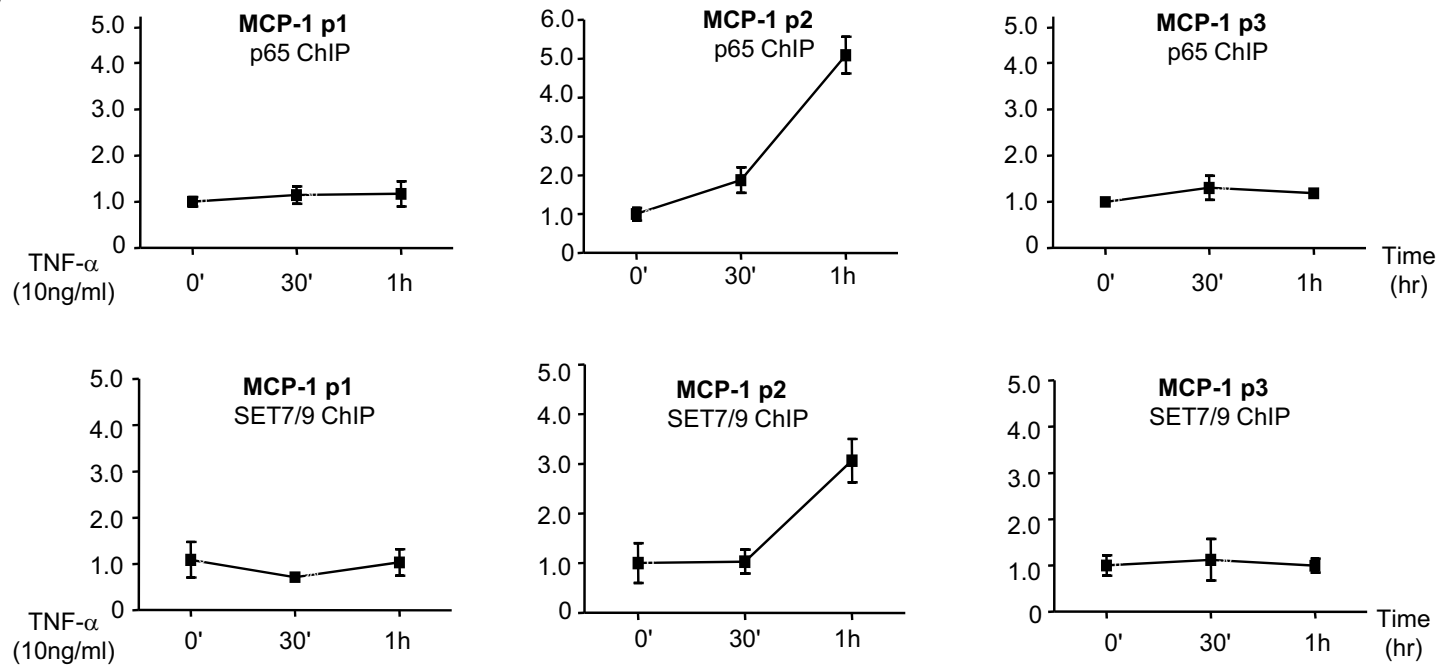 MCP-1 p1
p65 ChIP
5.0
4.0
3.0
2.0
1.0
0
0'
30'
1h
MCP-1 p2
p65 ChIP
6.0
5.0
4.0
3.0
2.0
1.0
0
0'
30'
1h
MCP-1 p3
p65 ChIP
5.0
4.0
3.0
2.0
1.0
0
0'
30'
1h
TNF-α
(10ng/ml)
Time
(hr)
MCP-1 p1
SET7/9 ChIP
5.0
4.0
3.0
2.0
1.0
0
0'
30'
1h
MCP-1 p2
SET7/9 ChIP
5.0
4.0
3.0
2.0
1.0
0
0'
30'
1h
MCP-1 p3
SET7/9 ChIP
5.0
4.0
3.0
2.0
1.0
0
0'
30'
1h
TNF-α
(10ng/ml)
Time
(hr)